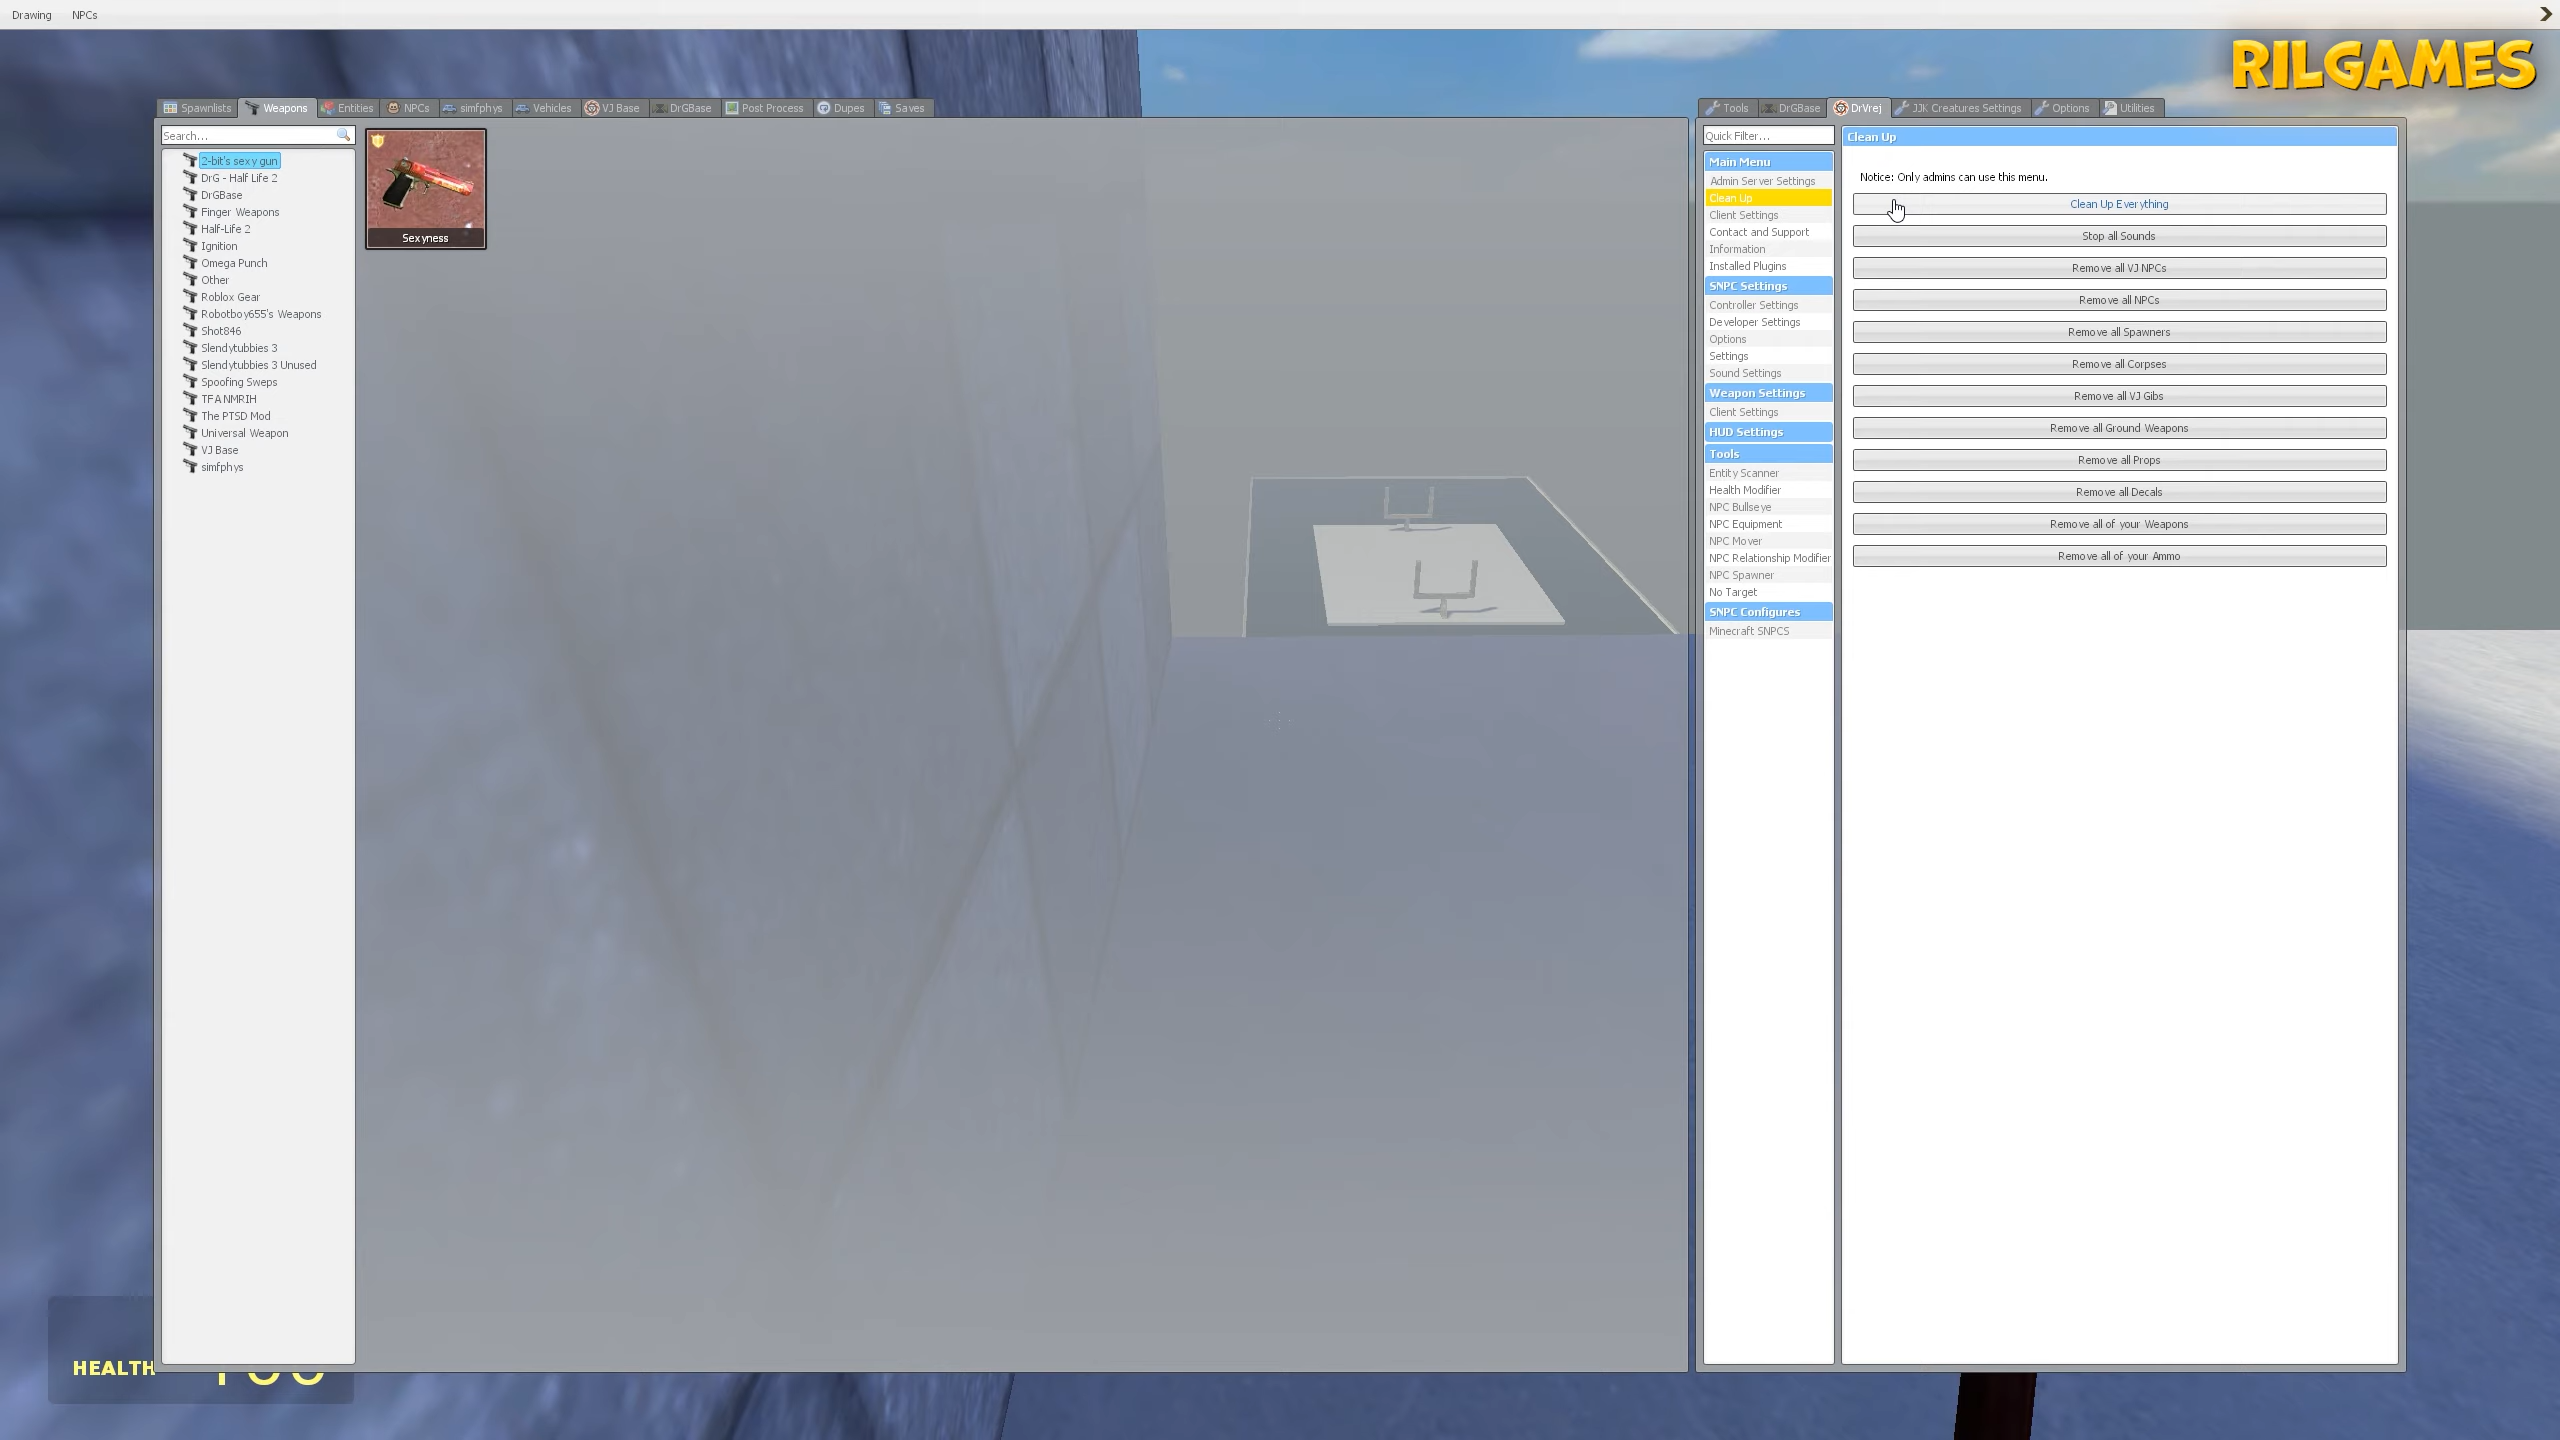 Drawing NPCs
RILGAMES
Spawnlists Weapons Entities NPCs simfphys Vehicles VJ Base DrGBase Post Process Dupes Saves
Search...
2-bit's sexy gun
DrG - Half Life 2
DrGBase
Finger Weapons
Half-Life 2
Ignition
Omega Punch
Other
Roblox Gear
Robotboy655's Weapons
Shot846
Slendytubbies 3
Slendytubbies 3 Unused
Spoofing Sweps
TFA NMRIH
The PTSD Mod
Universal Weapon
VJ Base
simfphys
Sexyness
Tools DrGBase DrVrej JJK Creatures Settings Options Utilities
Quick Filter...
Main Menu
Admin Server Settings
Clean Up
Client Settings
Contact and Support
Information
Installed Plugins
SNPC Settings
Controller Settings
Developer Settings
Options
Settings
Sound Settings
Weapon Settings
Client Settings
HUD Settings
Tools
Entity Scanner
Health Modifier
NPC Bullseye
NPC Equipment
NPC Mover
NPC Relationship Modifier
NPC Spawner
No Target
SNPC Configures
Minecraft SNPCS
Clean Up
Notice: Only admins can use this menu.
Clean Up Everything
Stop all Sounds
Remove all VJ NPCs
Remove all NPCs
Remove all Spawners
Remove all Corpses
Remove all VJ Gibs
Remove all Ground Weapons
Remove all Props
Remove all Decals
Remove all of your Weapons
Remove all of your Ammo
HEALTH